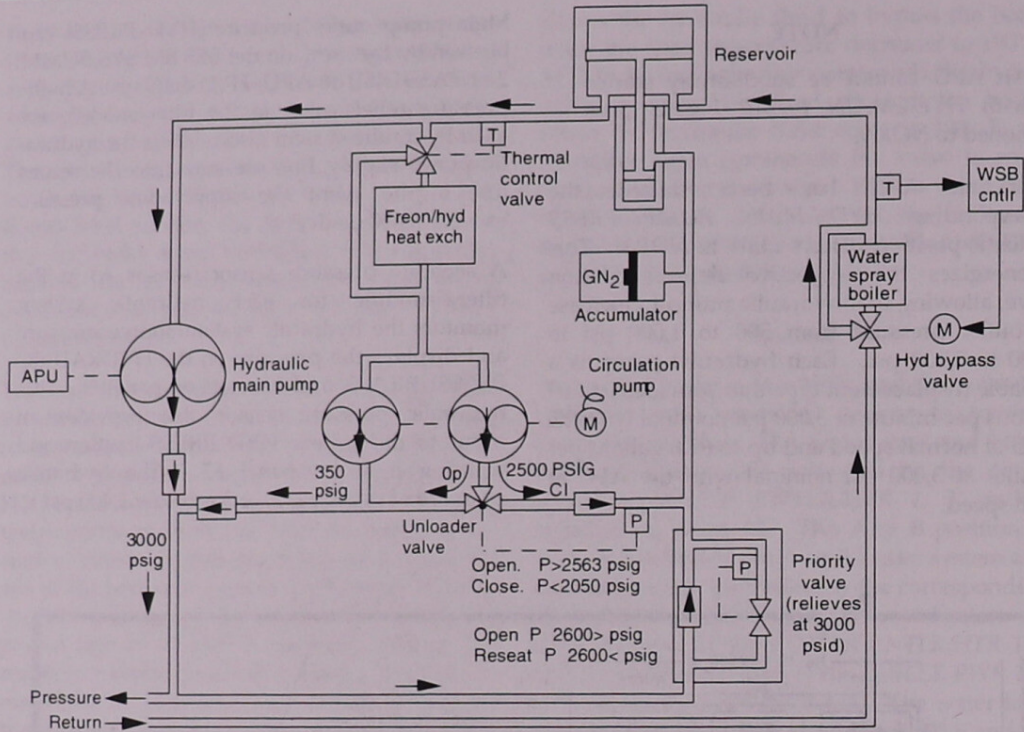 Reservoir
T
Thermal
control
valve
T
WSB
cntlr
Freon/hyd
heat exch
GN2
Accumulator
Water
spray
boiler
M
Hyd bypass
valve
APU
Hydraulic
main pump
Circulation
pump
M
350
psig
Op
2500 PSIG
Cl
Unloader
valve
P
3000
psig
Open. P>2563 psig
Close. P<2050 psig
P
Priority
valve
(relieves
at 3000
psid)
Open P 2600> psig
Reseat P 2600< psig
Pressure
Return